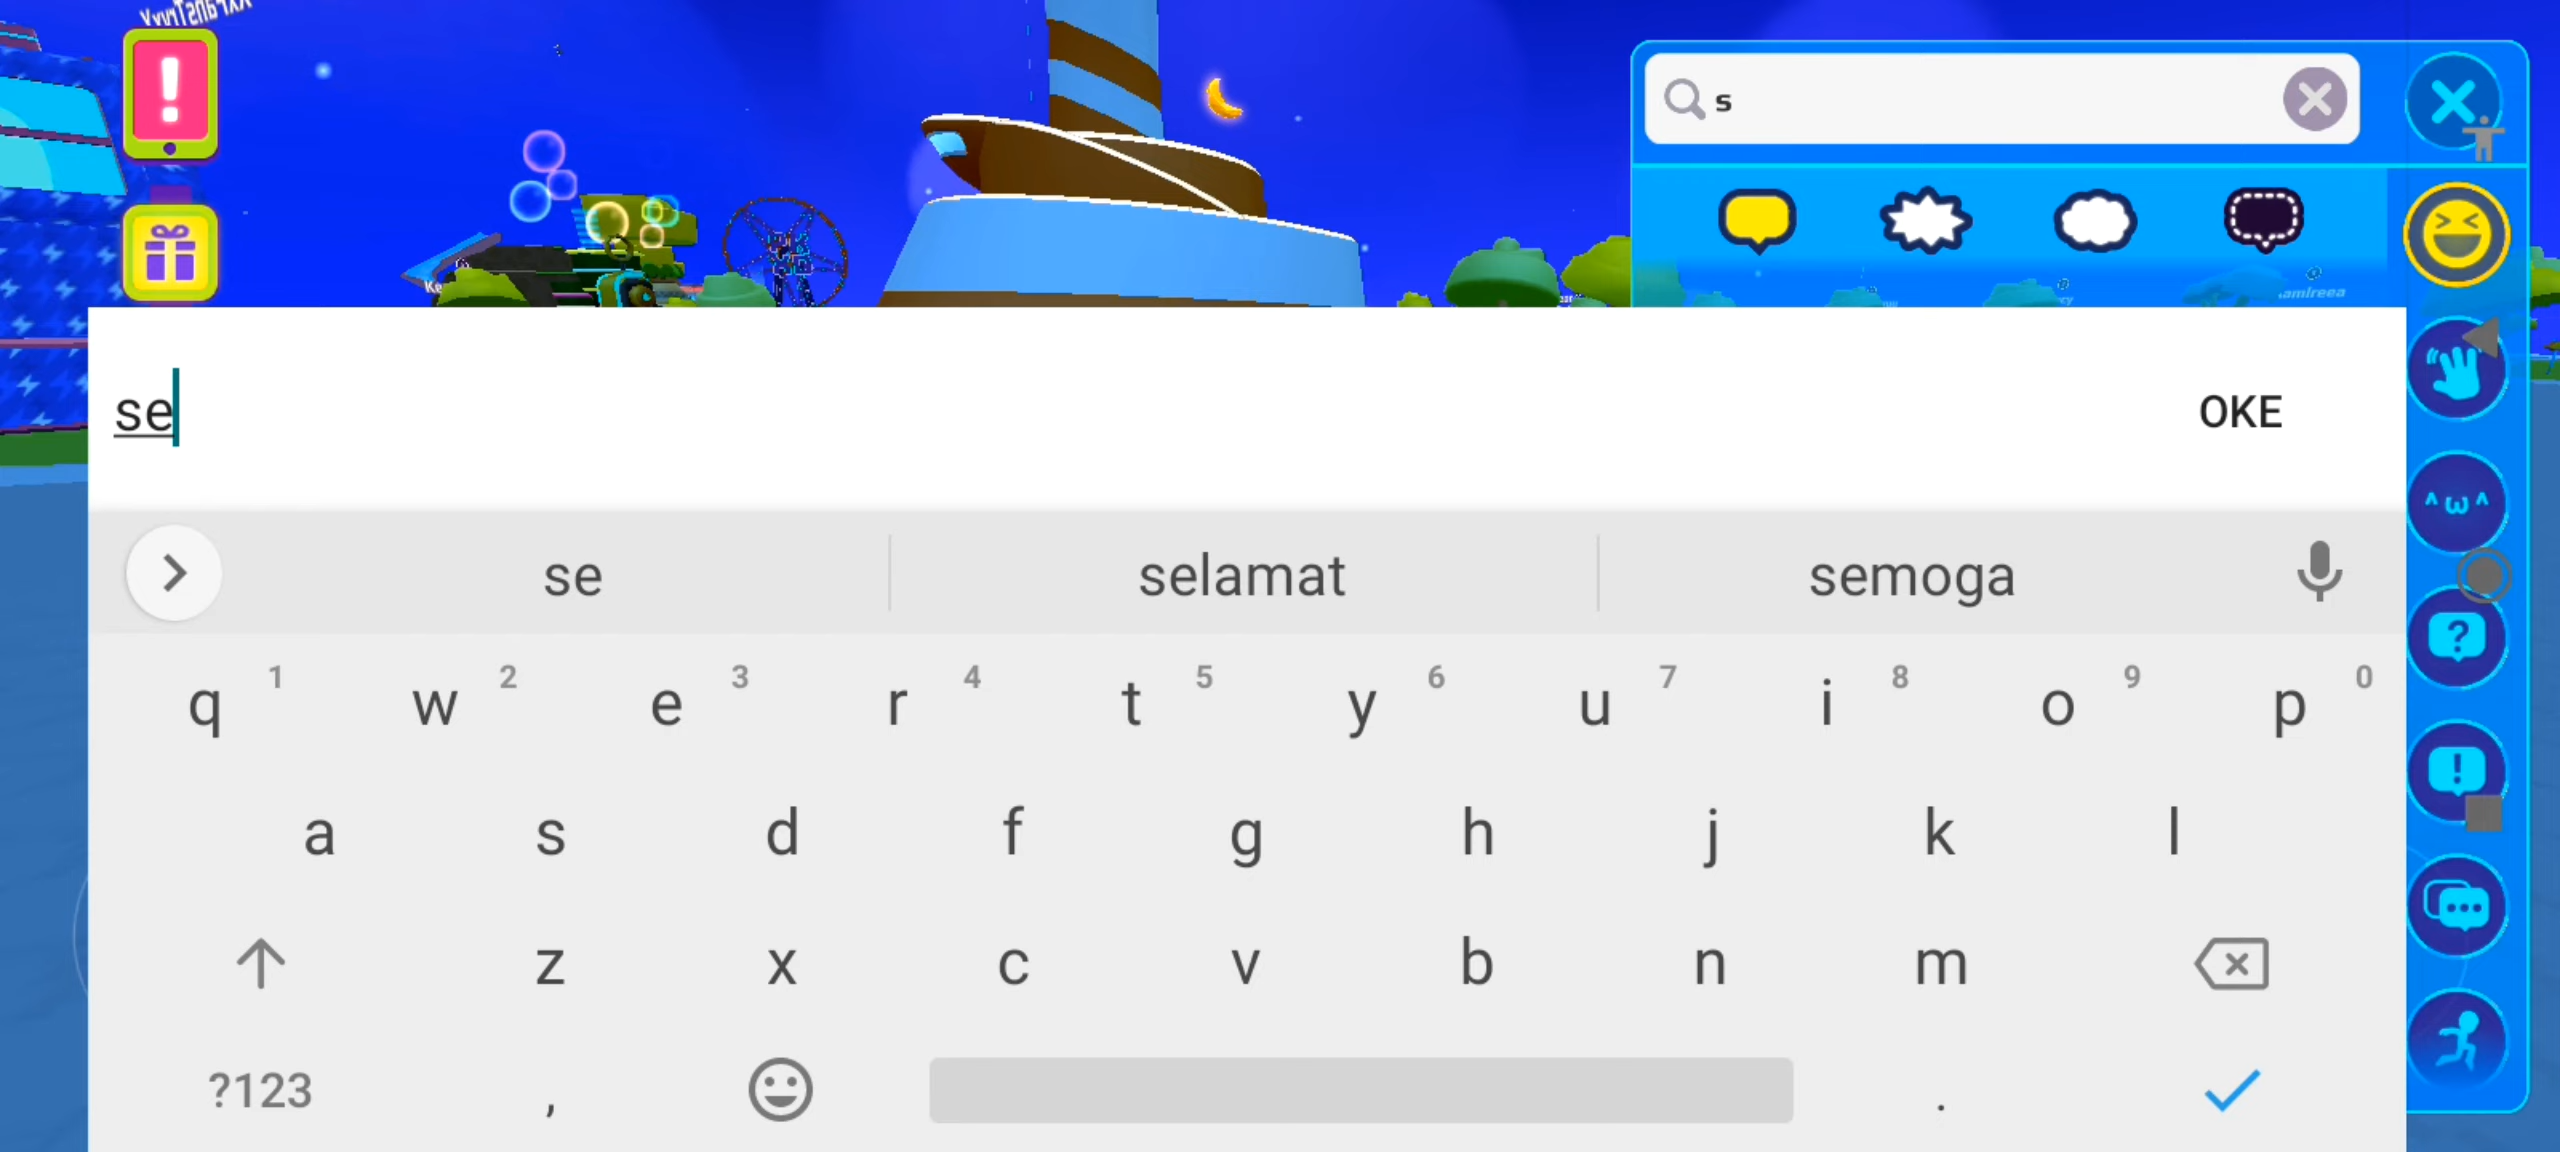 s
se
OKE
se selamat semoga
q 1 w 2 e 3 r 4 t 5 y 6 u 7 i 8 o 9 p 0
a s d f g h j k l
z x c v b n m
?123 , .
^ω^
?
!